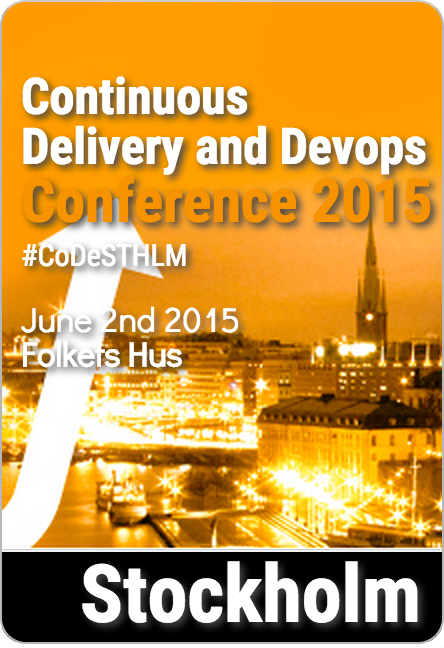 Continuous
Delivery and Devops
Conference 2015
#CoDeSTHLM
June 2nd 2015
Folkets Hus
Stockholm